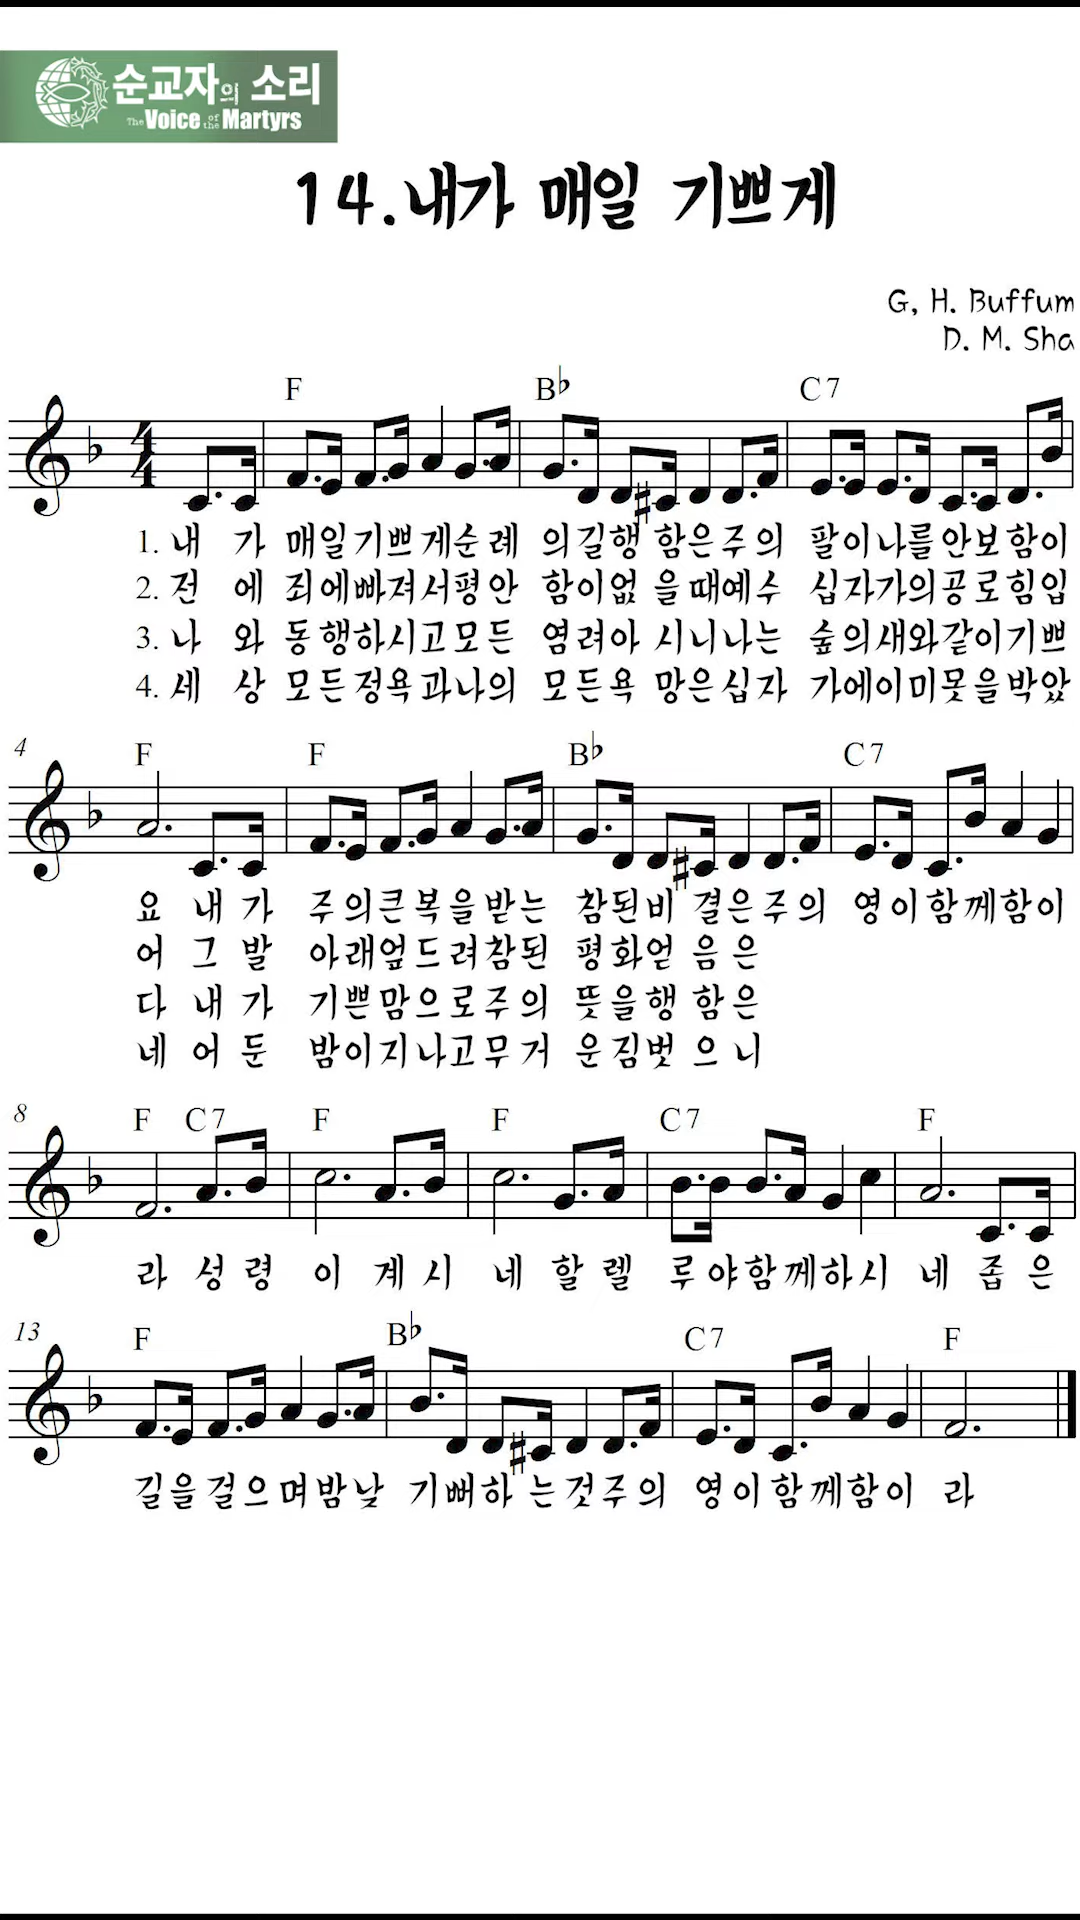 순교자의 소리
The Voice of the Martyrs
14.내가 매일 기쁘게
G, H. Buffum
D. M. Sha
F B♭ C7
4/4
1. 내 가 매일기쁘게순례 의길행 함은주의 팔이나를안보함이
2. 전 에 죄에빠져서평안 함이없 을때예수 십자가의공로힘입
3. 나 와 동행하시고모든 염려아 시니나는 숲의새와같이기쁘
4. 세 상 모든정욕과나의 모든욕 망은십자 가에이미못을박았
4 F F B♭ C7
요 내 가 주의큰복을받는 참된비 결은주의 영이함께함이
어 그 발 아래엎드려참된 평화얻 음은
다 내 가 기쁜맘으로주의 뜻을행 함은
네 어 둔 밤이지나고무거 운짐벗 으니
8 F C7 F F C7 F
라 성령 이 계시 네 할렐 루야함께하시 네 좁은
13 F B♭ C7 F
길을걸으며밤낮 기뻐하는것주의 영이함께함이 라